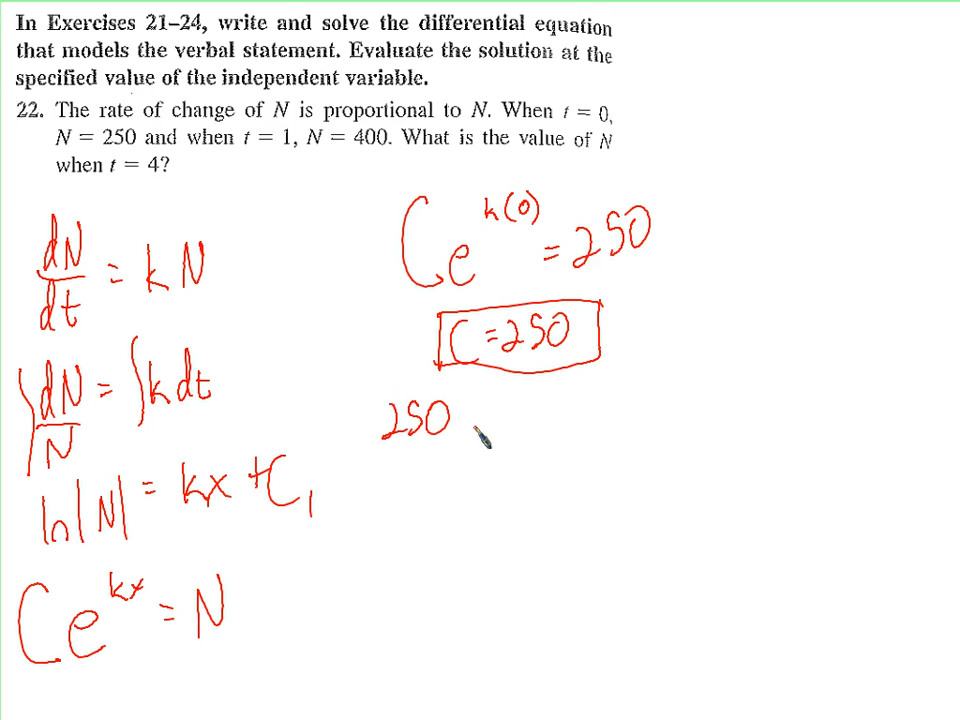 In Exercises 21–24, write and solve the differential equation
that models the verbal statement. Evaluate the solution at the
specified value of the independent variable.
22. The rate of change of N is proportional to N. When t = 0,
N = 250 and when t = 1, N = 400. What is the value of N
when t = 4?
dN/dt = kN
∫dN/N = ∫k dt
ln|N| = kx + C₁
Ce^{kx} = N
Ce^{k(0)} = 250
C = 250
250